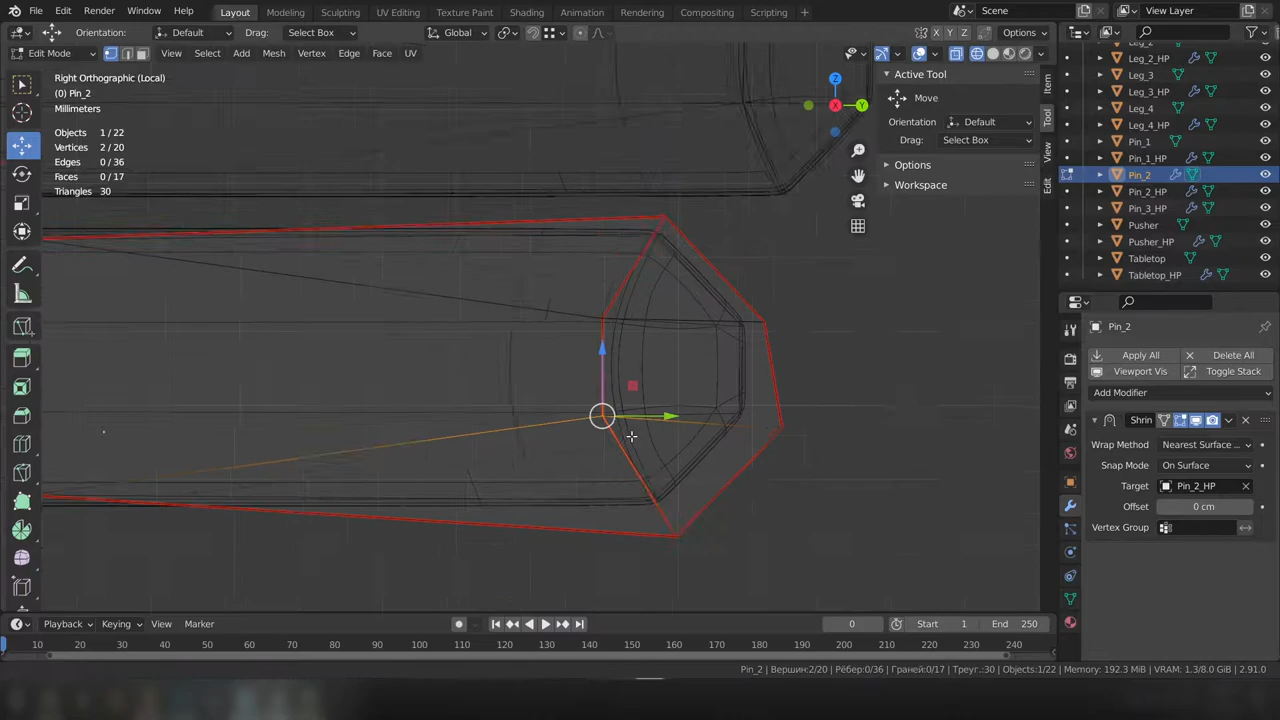 File Edit Render Window Help Layout Modeling Sculpting UV Editing Texture Paint Shading Animation Rendering Compositing Scripting Scene View Layer
Orientation: Default Drag: Select Box Global X Y Z Options
Edit Mode View Select Add Mesh Vertex Edge Face UV
Right Orthographic (Local)
(0) Pin_2
Millimeters
Objects 1/22
Vertices 2/20
Edges 0/36
Faces 0/17
Triangles 30
Z
X
Y
Active Tool
Move
Orientation Default
Drag: Select Box
Options
Workspace
Item
Tool
View
Edit
Leg_2
Leg_2_HP
Leg_3
Leg_3_HP
Leg_4
Leg_4_HP
Pin_1
Pin_1_HP
Pin_2
Pin_2_HP
Pin_3_HP
Pusher
Pusher_HP
Tabletop
Tabletop_HP
Pin_2
Apply All Delete All
Viewport Vis Toggle Stack
Add Modifier
Shrin
Wrap Method Nearest Surface ...
Snap Mode On Surface
Target Pin_2_HP
Offset 0 cm
Vertex Group
Playback Keying View Marker 0 Start 1 End 250
10 20 30 40 50 60 70 80 90 100 110 120 130 140 150 160 170 180 190 200 210 220 230 240
Pin_2 | Вершин:2/20 | Рёбер:0/36 | Граней:0/17 | Треуг.:30 | Objects:1/22 | Memory: 192.3 MiB | VRAM: 1.3/8.0 GiB | 2.91.0